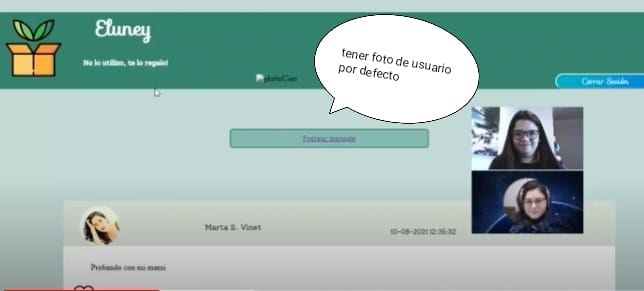 Eluney
No lo utilizo, te lo regalo!
tener foto de usuario
por defecto
photoUser
Cerrar Sesión
Postear mensaje
Marta S. Vinet
10-08-2021 12:35:32
Probando con mi mami